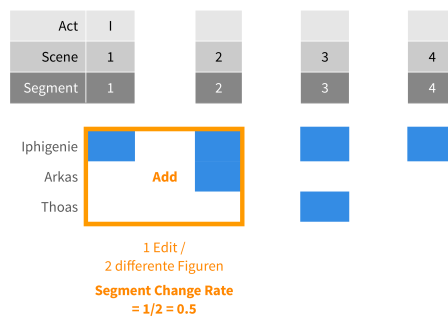 Act I
Scene 1 2 3 4
Segment 1 2 3 4
Iphigenie
Arkas Add
Thoas
1 Edit /
2 differente Figuren
Segment Change Rate
= 1/2 = 0.5